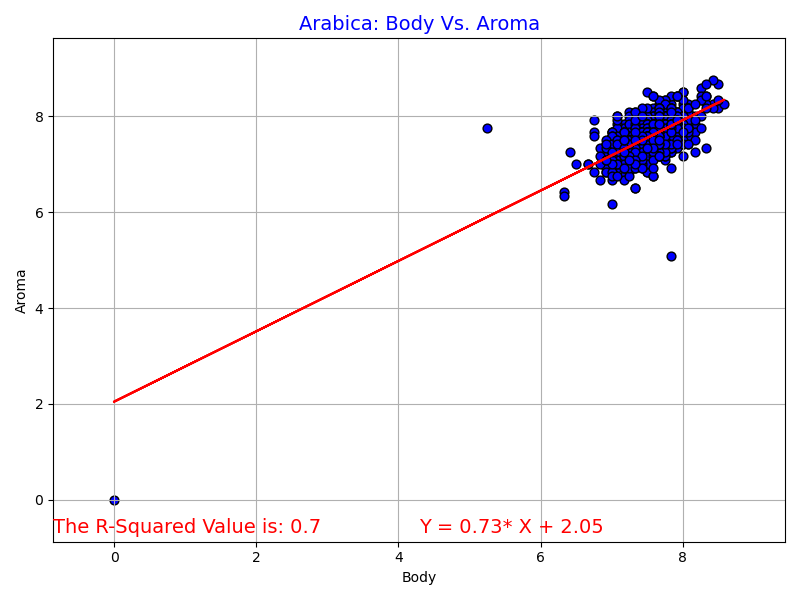 Arabica: Body Vs. Aroma
8
6
4
2
0
Aroma
The R-Squared Value is: 0.7
Y = 0.73* X + 2.05
0 2 4 6 8
Body